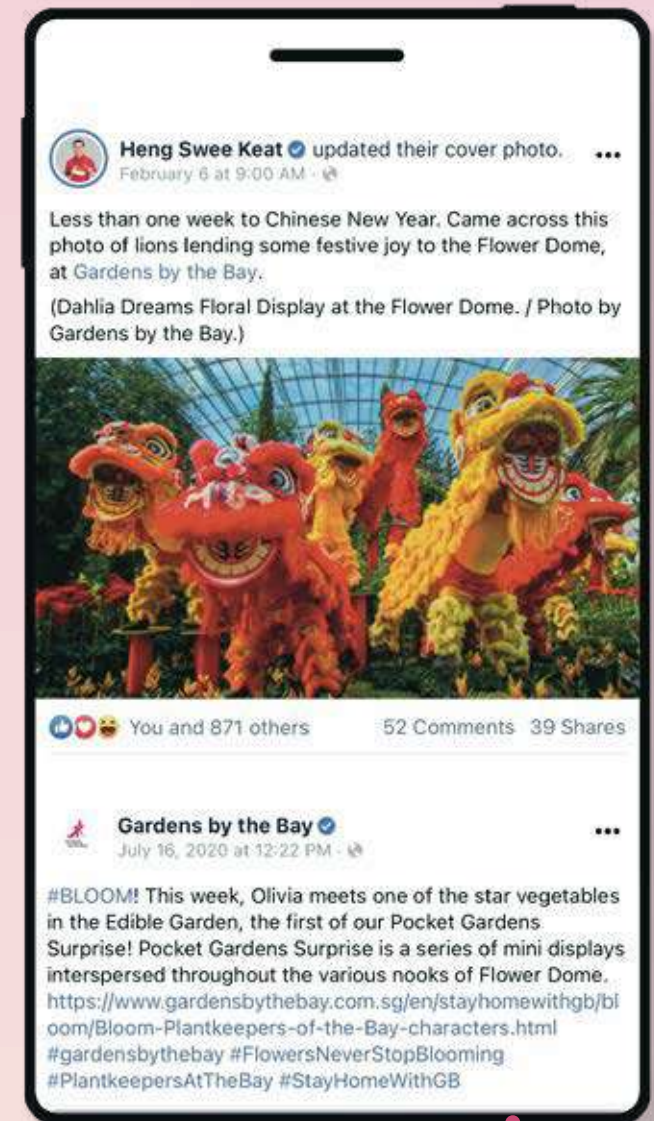 Heng Swee Keat updated their cover photo.
February 6 at 9:00 AM ·
Less than one week to Chinese New Year. Came across this
photo of lions lending some festive joy to the Flower Dome,
at Gardens by the Bay.
(Dahlia Dreams Floral Display at the Flower Dome. / Photo by
Gardens by the Bay.)
You and 871 others 52 Comments 39 Shares
Gardens by the Bay
July 16, 2020 at 12:22 PM ·
#BLOOM! This week, Olivia meets one of the star vegetables
in the Edible Garden, the first of our Pocket Gardens
Surprise! Pocket Gardens Surprise is a series of mini displays
interspersed throughout the various nooks of Flower Dome.
https://www.gardensbythebay.com.sg/en/stayhomewithgb/bl
oom/Bloom-Plantkeepers-of-the-Bay-characters.html
#gardensbythebay #FlowersNeverStopBlooming
#PlantkeepersAtTheBay #StayHomeWithGB